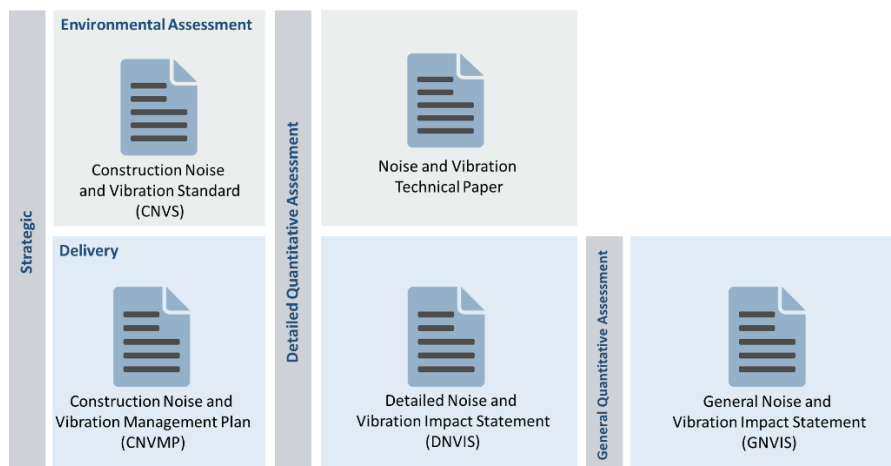 Strategic
Environmental Assessment
Construction Noise
and Vibration Standard
(CNVS)
Detailed Quantitative Assessment
Noise and Vibration
Technical Paper
Delivery
Construction Noise and
Vibration Management Plan
(CNVMP)
Detailed Noise and
Vibration Impact Statement
(DNVIS)
General Quantitative Assessment
General Noise and
Vibration Impact Statement
(GNVIS)